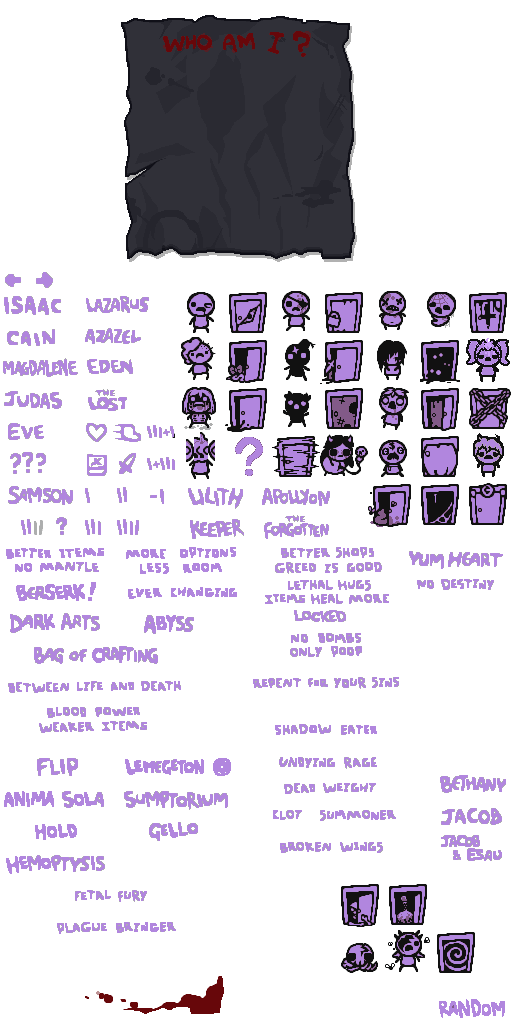 WHO AM I ?
ISAAC LAZARUS
CAIN AZAZEL
MAGDALENE EDEN
JUDAS THE LOST
EVE
???
SAMSON LILITH APOLLYON
? KEEPER THE FORGOTTEN
BETTER ITEMS
NO MANTLE
MORE OPTIONS
LESS ROOM
BETTER SHOPS
GREED IS GOOD
YUM HEART
BERSERK!
EVER CHANGING
LETHAL HUGS
ITEMS HEAL MORE
NO DESTINY
LOCKED
DARK ARTS ABYSS
NO BOMBS
ONLY POOP
BAG OF CRAFTING
BETWEEN LIFE AND DEATH
REPENT FOR YOUR SINS
BLOOD POWER
WEAKER ITEMS
SHADOW EATER
FLIP LEMEGETON
UNDYING RAGE
ANIMA SOLA SUMPTORIUM
DEAD WEIGHT
BETHANY
HOLD GELLO
CLOT SUMMONER
JACOB
BROKEN WINGS
JACOB
& ESAU
HEMOPTYSIS
FETAL FURY
PLAGUE BRINGER
RANDOM